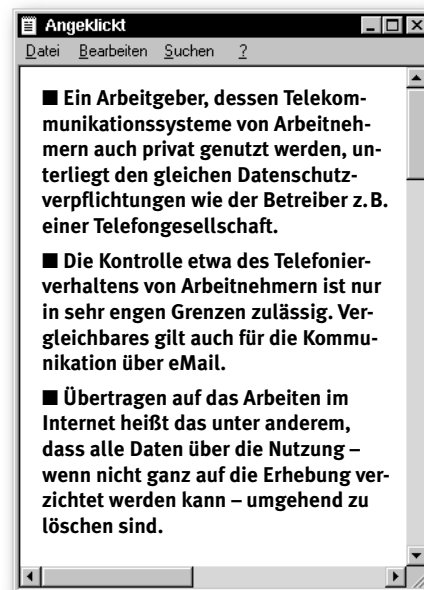 Angeklickt
Datei Bearbeiten Suchen ?
■ Ein Arbeitgeber, dessen Telekom-
munikationssysteme von Arbeitneh-
mern auch privat genutzt werden, un-
terliegt den gleichen Datenschutz-
verpflichtungen wie der Betreiber z.B.
einer Telefongesellschaft.
■ Die Kontrolle etwa des Telefonier-
verhaltens von Arbeitnehmern ist nur
in sehr engen Grenzen zulässig. Ver-
gleichbares gilt auch für die Kommu-
nikation über eMail.
■ Übertragen auf das Arbeiten im
Internet heißt das unter anderem,
dass alle Daten über die Nutzung –
wenn nicht ganz auf die Erhebung ver-
zichtet werden kann – umgehend zu
löschen sind.